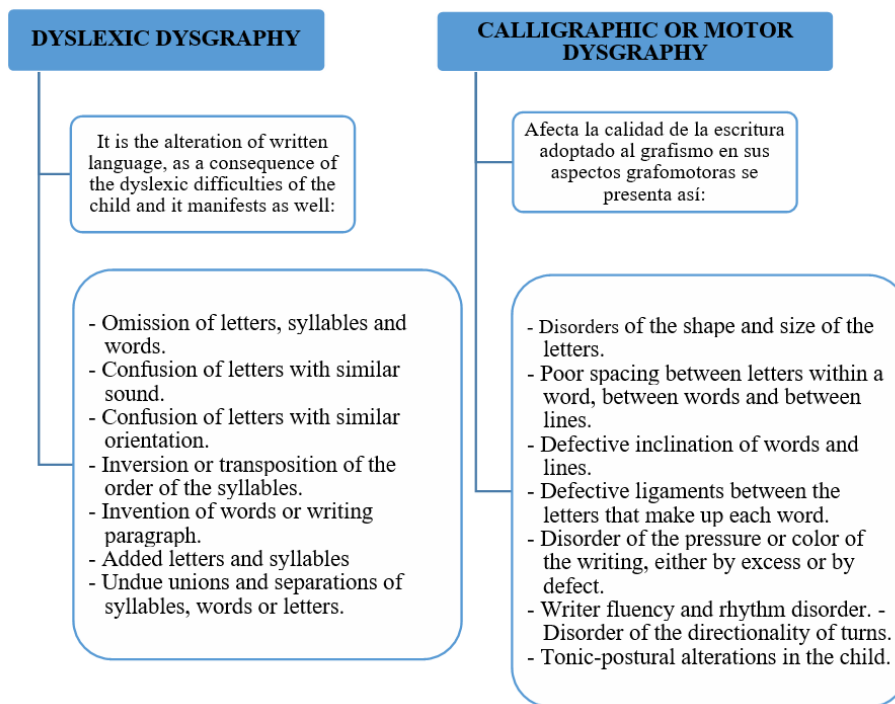 DYSLEXIC DYSGRAPHY
It is the alteration of written
language, as a consequence of
the dyslexic difficulties of the
child and it manifests as well:
- Omission of letters, syllables and
words.
- Confusion of letters with similar
sound.
- Confusion of letters with similar
orientation.
- Inversion or transposition of the
order of the syllables.
- Invention of words or writing
paragraph.
- Added letters and syllables
- Undue unions and separations of
syllables, words or letters.
CALLIGRAPHIC OR MOTOR
DYSGRAPHY
Afecta la calidad de la escritura
adoptado al grafismo en sus
aspectos grafomotoras se
presenta así:
- Disorders of the shape and size of the
letters.
- Poor spacing between letters within a
word, between words and between
lines.
- Defective inclination of words and
lines.
- Defective ligaments between the
letters that make up each word.
- Disorder of the pressure or color of
the writing, either by excess or by
defect.
- Writer fluency and rhythm disorder. -
Disorder of the directionality of turns.
- Tonic-postural alterations in the child.